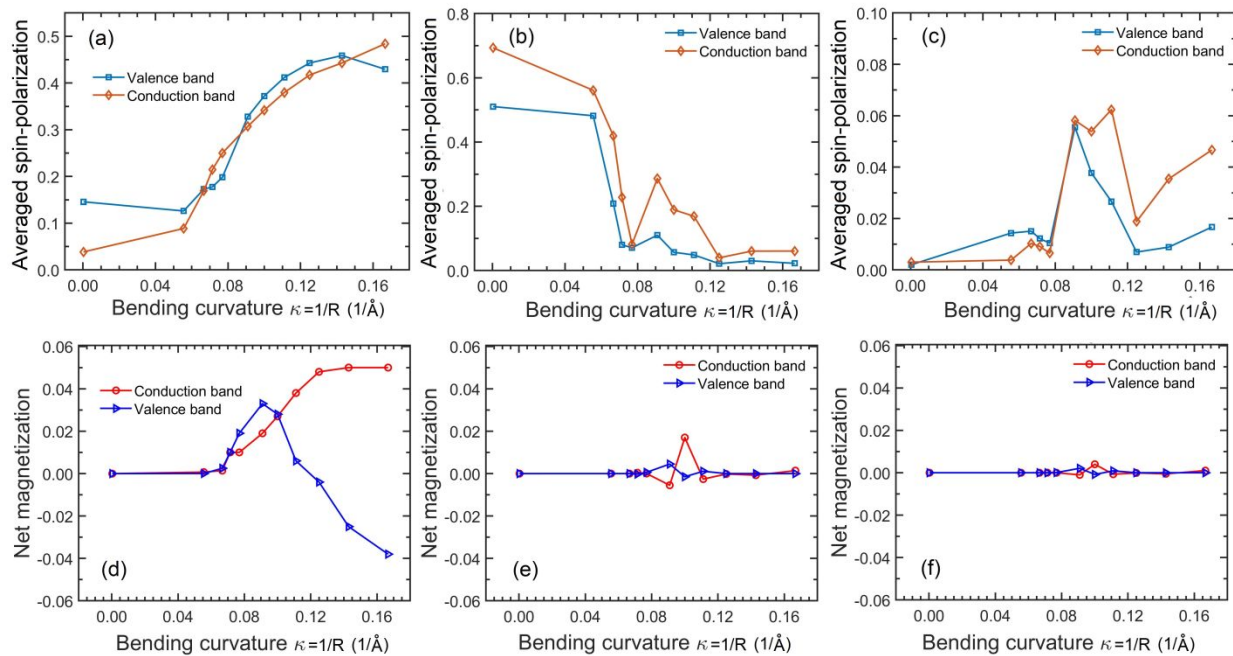 (a)
Averaged spin-polarization
0.5
0.4
0.3
0.2
0.1
0.0
Valence band
Conduction band
0.00 0.04 0.08 0.12 0.16
Bending curvature κ=1/R (1/Å)
(b)
Averaged spin-polarization
0.8
0.6
0.4
0.2
0.0
Valence band
Conduction band
0.00 0.04 0.08 0.12 0.16
Bending curvature κ=1/R (1/Å)
(c)
Averaged spin-polarization
0.10
0.08
0.06
0.04
0.02
0.00
Valence band
Conduction band
0.00 0.04 0.08 0.12 0.16
Bending curvature κ=1/R (1/Å)
(d)
Net magnetization
0.06
0.04
0.02
0.00
-0.02
-0.04
-0.06
Conduction band
Valence band
0.00 0.04 0.08 0.12 0.16
Bending curvature κ=1/R (1/Å)
(e)
Net magnetization
0.06
0.04
0.02
0.00
-0.02
-0.04
-0.06
Conduction band
Valence band
0.00 0.04 0.08 0.12 0.16
Bending curvature κ=1/R (1/Å)
(f)
Net magnetization
0.06
0.04
0.02
0.00
-0.02
-0.04
-0.06
Conduction band
Valence band
0.00 0.04 0.08 0.12 0.16
Bending curvature κ=1/R (1/Å)